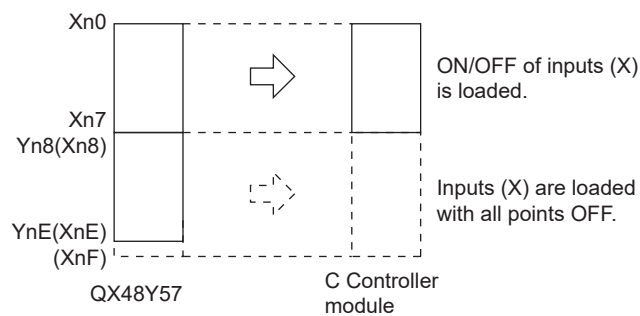 Xn0
ON/OFF of inputs (X)
is loaded.
Xn7
Yn8(Xn8)
Inputs (X) are loaded
with all points OFF.
YnE(XnE)
(XnF)
QX48Y57
C Controller
module